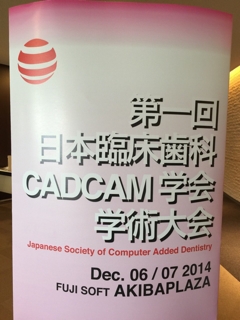 第一回
日本臨床歯科
CADCAM 学会
学術大会
Japanese Society of Computer Added Dentistry
Dec. 06 / 07 2014
FUJI SOFT AKIBAPLAZA